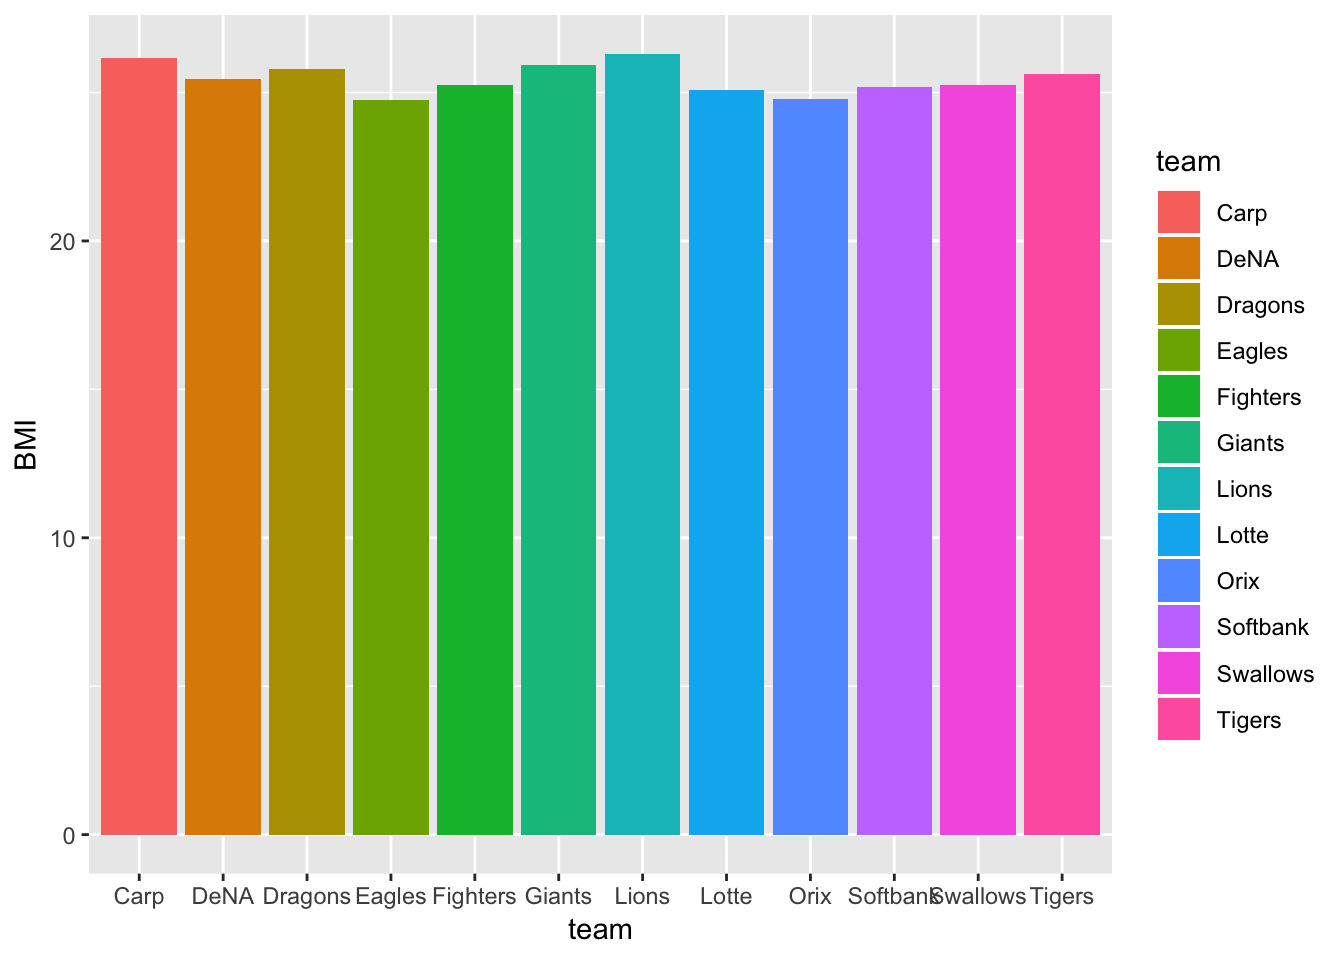 BMI
20
10
0
Carp DeNA Dragons Eagles Fighters Giants Lions Lotte Orix Softbank Swallows Tigers
team
team
Carp
DeNA
Dragons
Eagles
Fighters
Giants
Lions
Lotte
Orix
Softbank
Swallows
Tigers